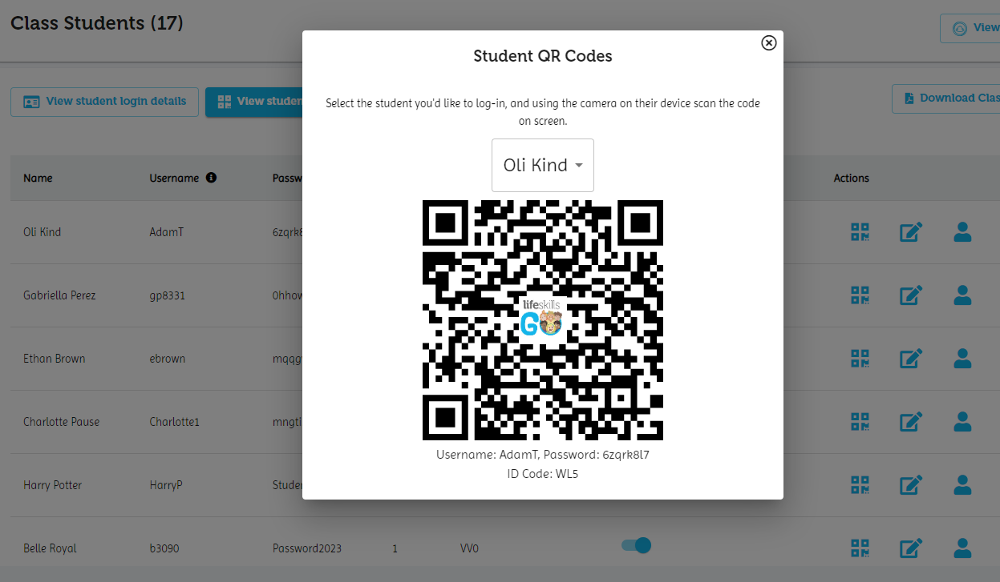 Class Students (17)
View
View student login details
View studen
Download Clas
Name
Username
Passw
Actions
Oli Kind
AdamT
6zqrk8
Gabriella Perez
gp8331
0hhow
Ethan Brown
ebrown
mqqg
Charlotte Pause
Charlotte1
mngti
Harry Potter
HarryP
Studen
Belle Royal
b3090
Password2023
1
VV0
Student QR Codes
Select the student you'd like to log-in, and using the camera on their device scan the code
on screen.
Oli Kind
lifeskills
GO
Username: AdamT, Password: 6zqrk8l7
ID Code: WL5